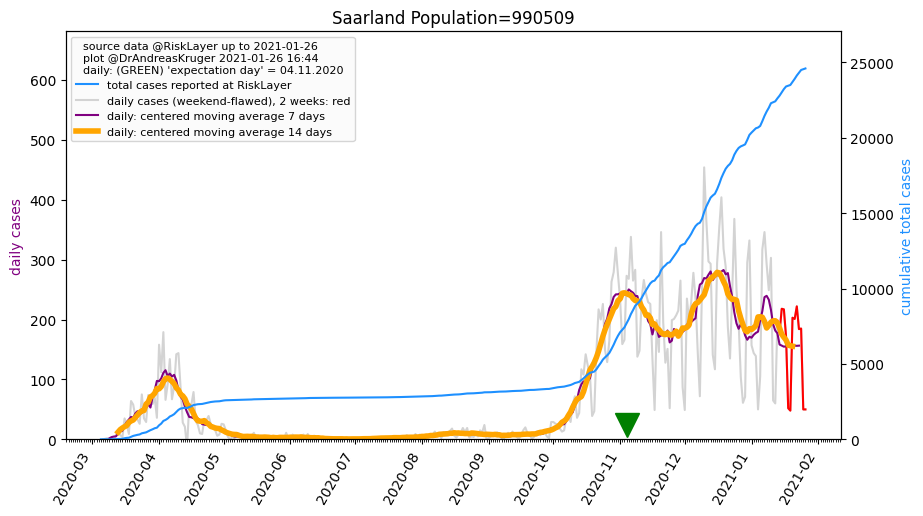 Saarland Population=990509
source data @RiskLayer up to 2021-01-26
plot @DrAndreasKruger 2021-01-26 16:44
daily: (GREEN) 'expectation day' = 04.11.2020
total cases reported at RiskLayer
daily cases (weekend-flawed), 2 weeks: red
daily: centered moving average 7 days
daily: centered moving average 14 days
daily cases
600
500
400
300
200
100
0
cumulative total cases
25000
20000
15000
10000
5000
0
2020-03
2020-04
2020-05
2020-06
2020-07
2020-08
2020-09
2020-10
2020-11
2020-12
2021-01
2021-02